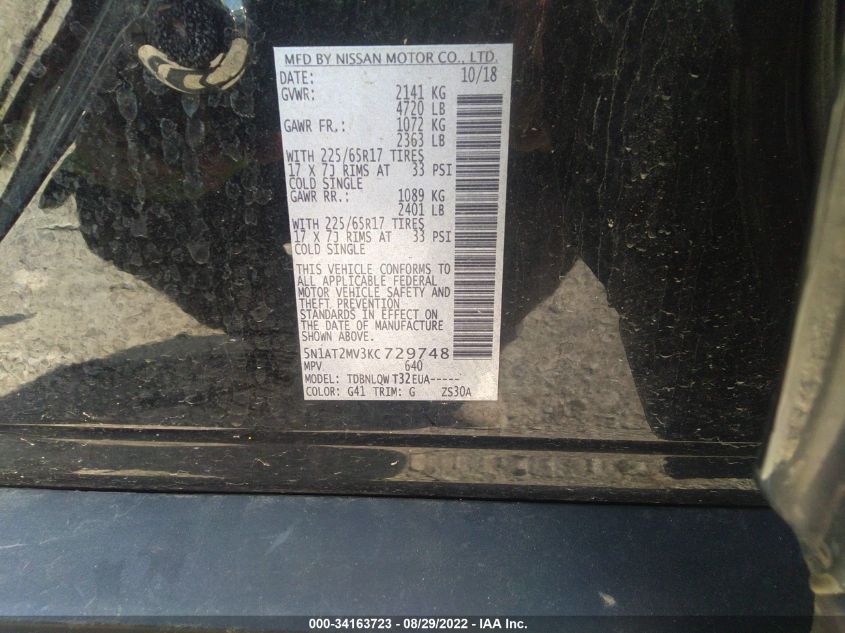 MFD BY NISSAN MOTOR CO., LTD.
DATE: 10/18
GVWR: 2141 KG
4720 LB
GAWR FR.: 1072 KG
2363 LB
WITH 225/65R17 TIRES
17 X 7J RIMS AT 33 PSI
COLD SINGLE
GAWR RR.: 1089 KG
2401 LB
WITH 225/65R17 TIRES
17 X 7J RIMS AT 33 PSI
COLD SINGLE
THIS VEHICLE CONFORMS TO
ALL APPLICABLE FEDERAL
MOTOR VEHICLE SAFETY AND
THEFT PREVENTION
STANDARDS IN EFFECT ON
THE DATE OF MANUFACTURE
SHOWN ABOVE.
5N1AT2MV3KC729748
MPV 640
MODEL: TDBNLQW T32EUA-----
COLOR: G41 TRIM: G ZS30A
000-34163723 - 08/29/2022 - IAA Inc.